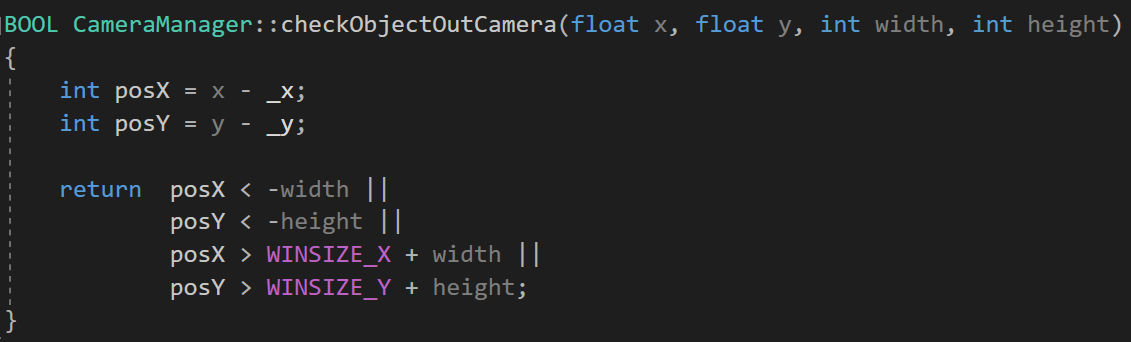 BOOL CameraManager::checkObjectOutCamera(float x, float y, int width, int height)
{
    int posX = x - _x;
    int posY = y - _y;

    return  posX < -width ||
            posY < -height ||
            posX > WINSIZE_X + width ||
            posY > WINSIZE_Y + height;
}